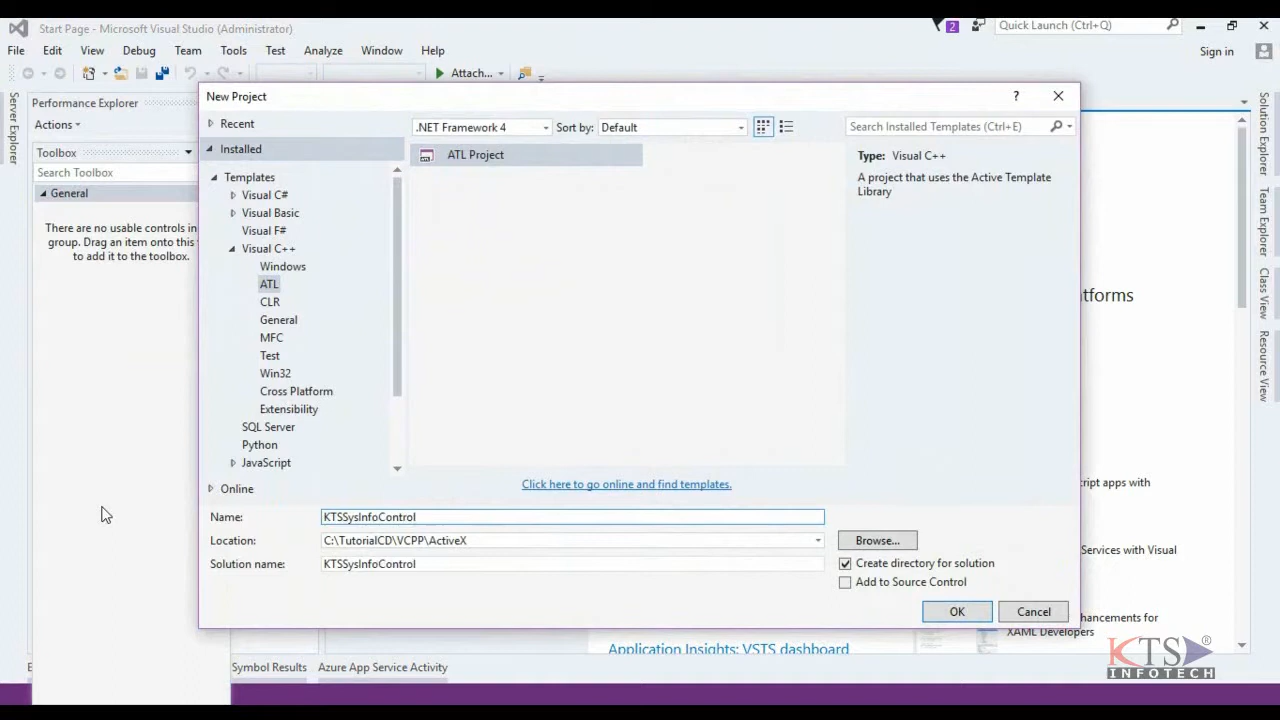 Start Page - Microsoft Visual Studio (Administrator)
2
Quick Launch (Ctrl+Q)
File Edit View Debug Team Tools Test Analyze Window Help
Sign in
Attach...
Server Explorer
Performance Explorer
Actions
Toolbox
Search Toolbox
General
There are no usable controls in
group. Drag an item onto this
to add it to the toolbox.
New Project
?
Recent
Installed
.NET Framework 4
Sort by: Default
Search Installed Templates (Ctrl+E)
Templates
Visual C#
Visual Basic
Visual F#
Visual C++
Windows
ATL
CLR
General
MFC
Test
Win32
Cross Platform
Extensibility
SQL Server
Python
JavaScript
Online
ATL Project
Type: Visual C++
A project that uses the Active Template
Library
Click here to go online and find templates.
Name: KTSSysInfoControl
Location: C:\TutorialCD\VCPP\ActiveX
Browse...
Solution name: KTSSysInfoControl
Create directory for solution
Add to Source Control
OK Cancel
Solution Explorer
Team Explorer
Class View
Resource View
tforms
cript apps with
Services with Visual
hancements for
XAML Developers
Application Insights: VSTS dashboard
Symbol Results Azure App Service Activity
KTS®
INFOTECH